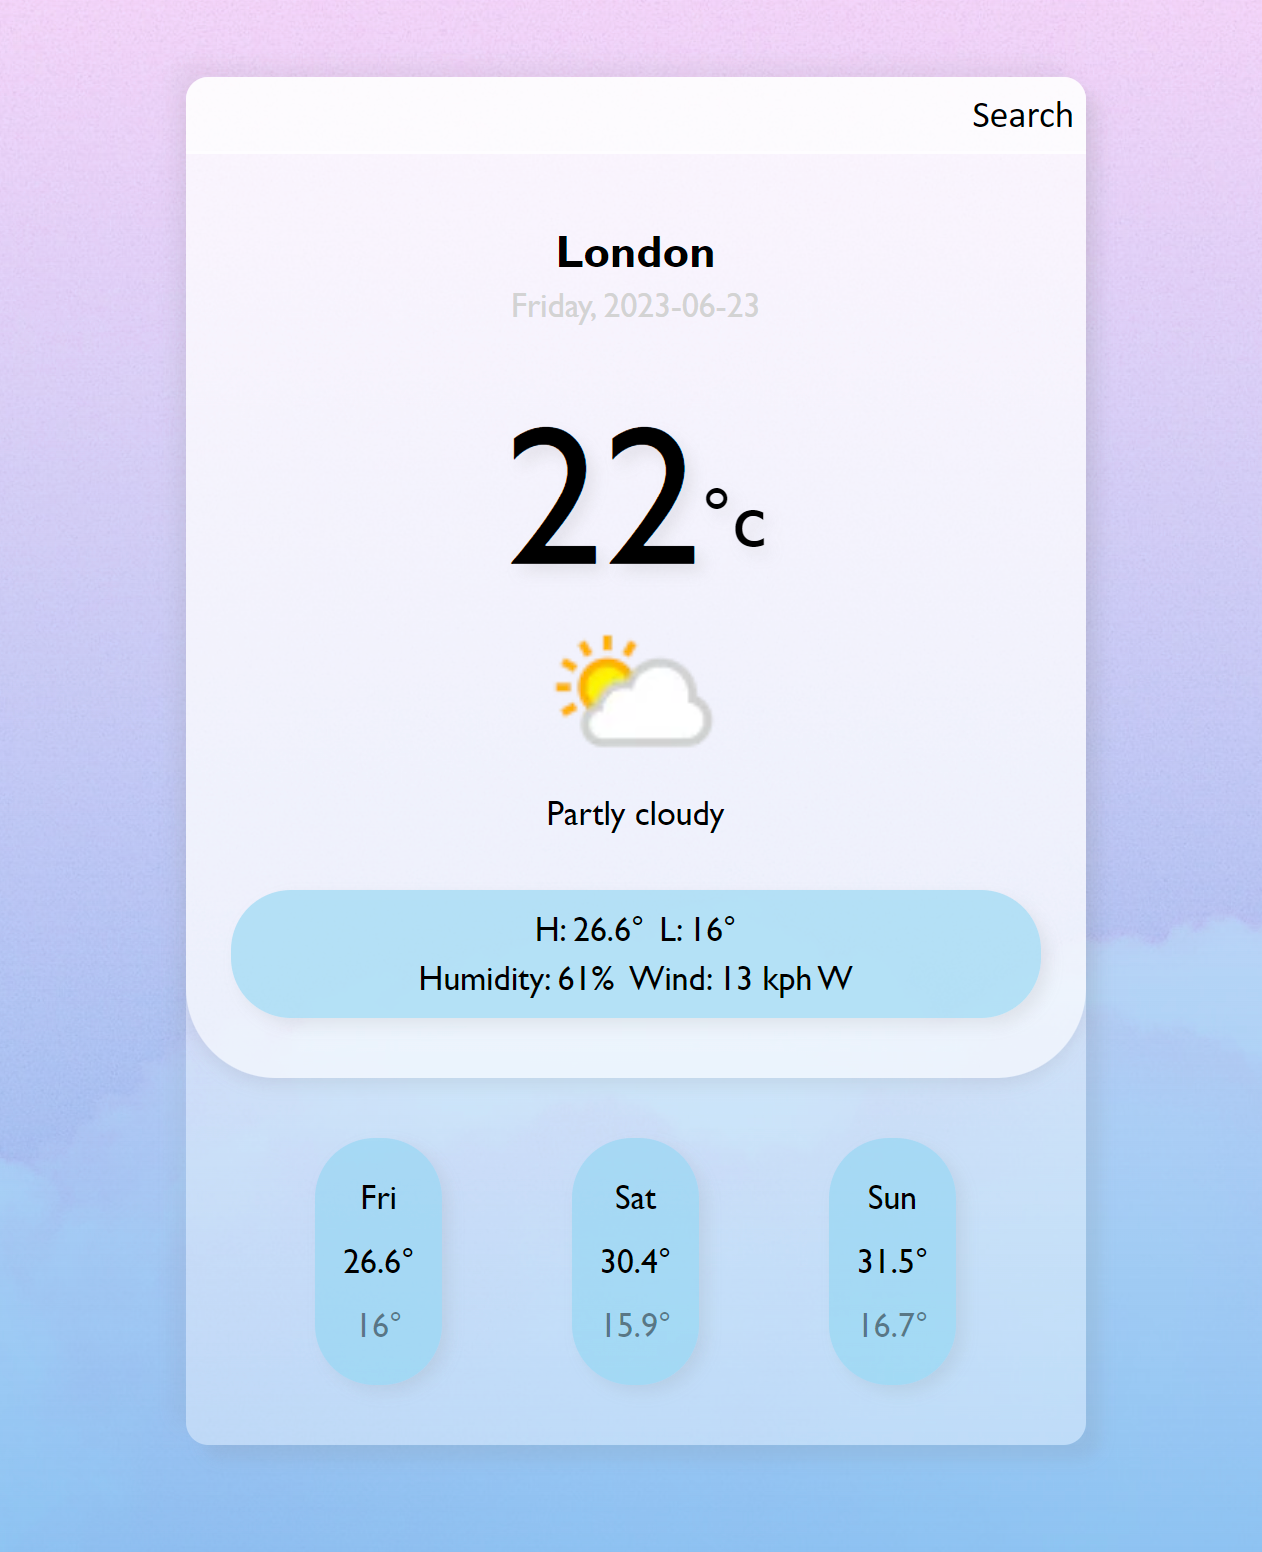 Search
London
Friday, 2023-06-23
22°c
Partly cloudy
H: 26.6° L: 16°
Humidity: 61% Wind: 13 kph W
Fri
26.6°
16°
Sat
30.4°
15.9°
Sun
31.5°
16.7°